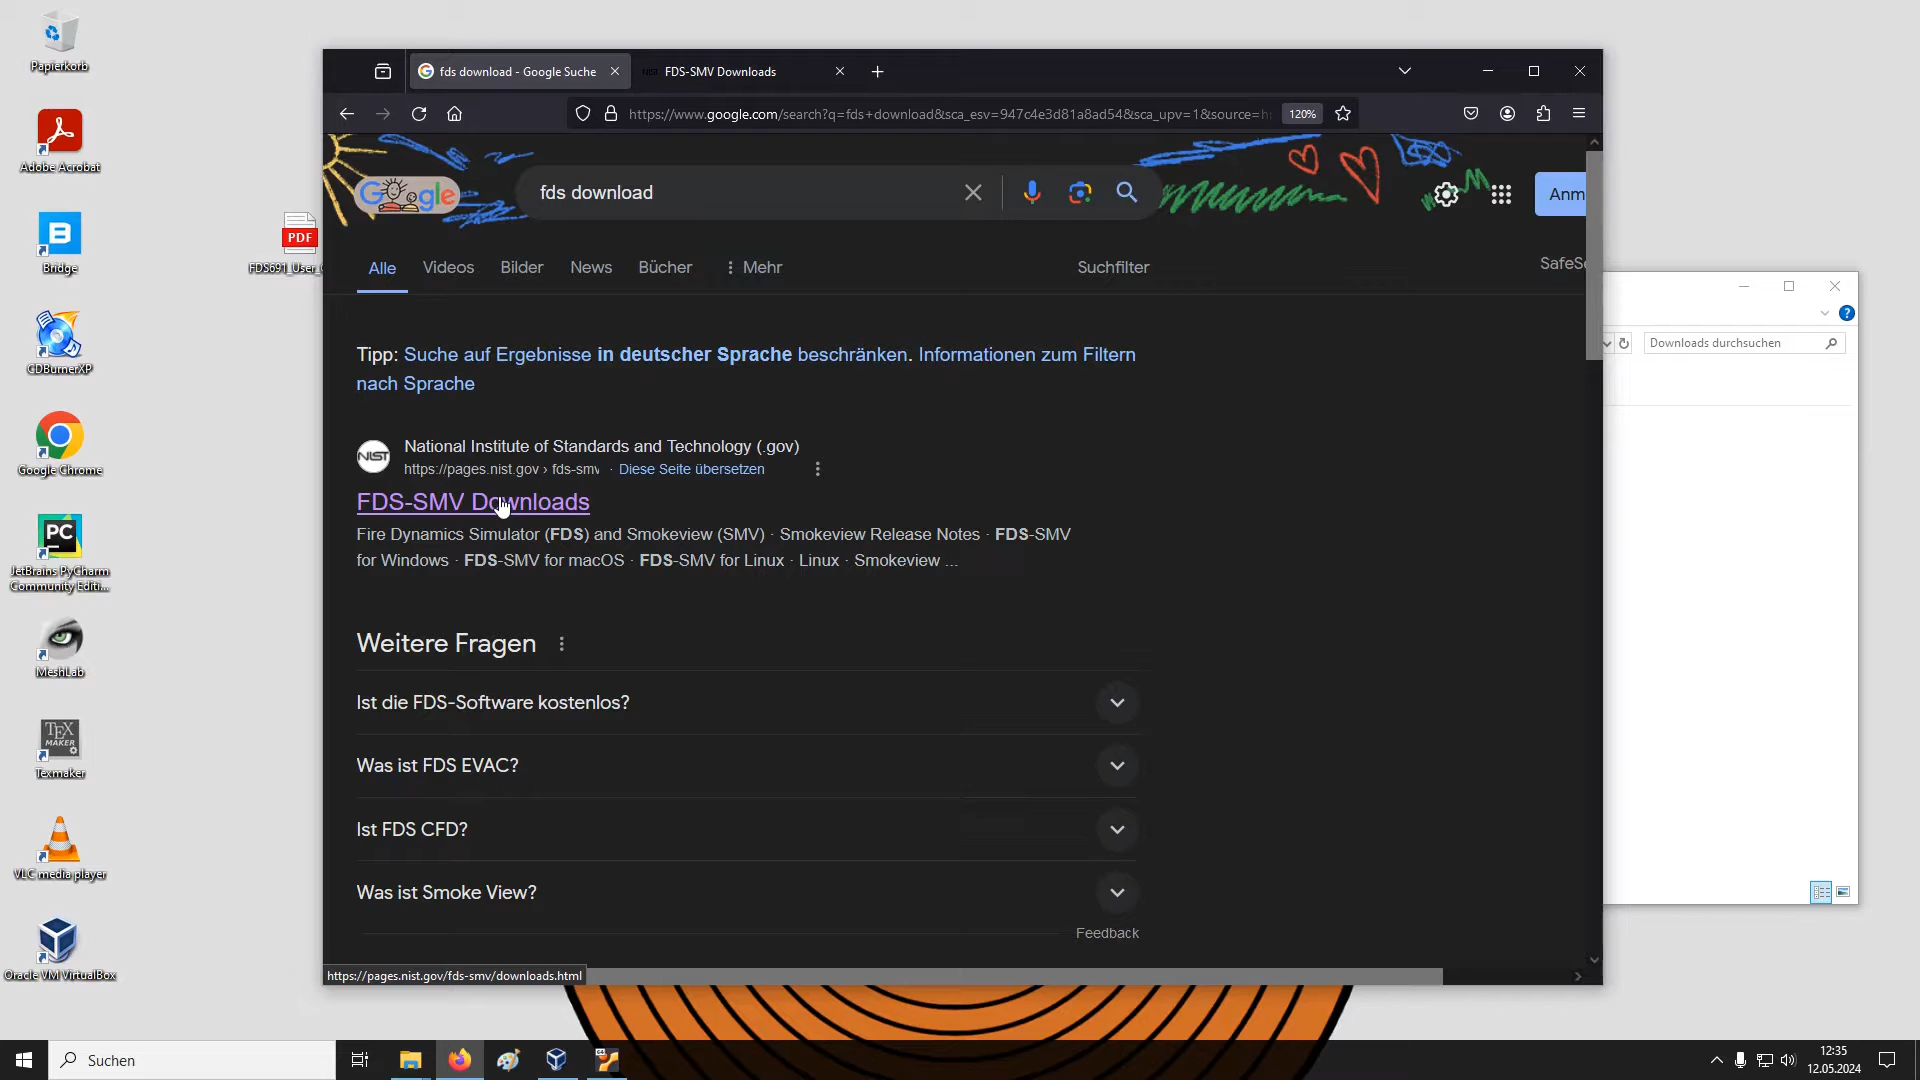 Papierkorb
Adobe Acrobat
Bridge
CDBurnerXP
Google Chrome
JetBrains PyCharm
Community Editi...
MeshLab
Texmaker
VLC media player
Oracle VM VirtualBox
PDF
FDS691_User_
fds download - Google Suche
FDS-SMV Downloads
https://www.google.com/search?q=fds+download&sca_esv=947c4e3d81a8ad54&sca_upv=1&source=h
120%
Google
fds download
Anm
Alle
Videos
Bilder
News
Bücher
Mehr
Suchfilter
SafeSe
Tipp: Suche auf Ergebnisse in deutscher Sprache beschränken. Informationen zum Filtern
nach Sprache
NIST
National Institute of Standards and Technology (.gov)
https://pages.nist.gov › fds-smv · Diese Seite übersetzen
FDS-SMV Downloads
Fire Dynamics Simulator (FDS) and Smokeview (SMV) · Smokeview Release Notes · FDS-SMV
for Windows · FDS-SMV for macOS · FDS-SMV for Linux · Linux · Smokeview ...
Weitere Fragen
Ist die FDS-Software kostenlos?
Was ist FDS EVAC?
Ist FDS CFD?
Was ist Smoke View?
Feedback
https://pages.nist.gov/fds-smv/downloads.html
Downloads durchsuchen
Suchen
12:35
12.05.2024